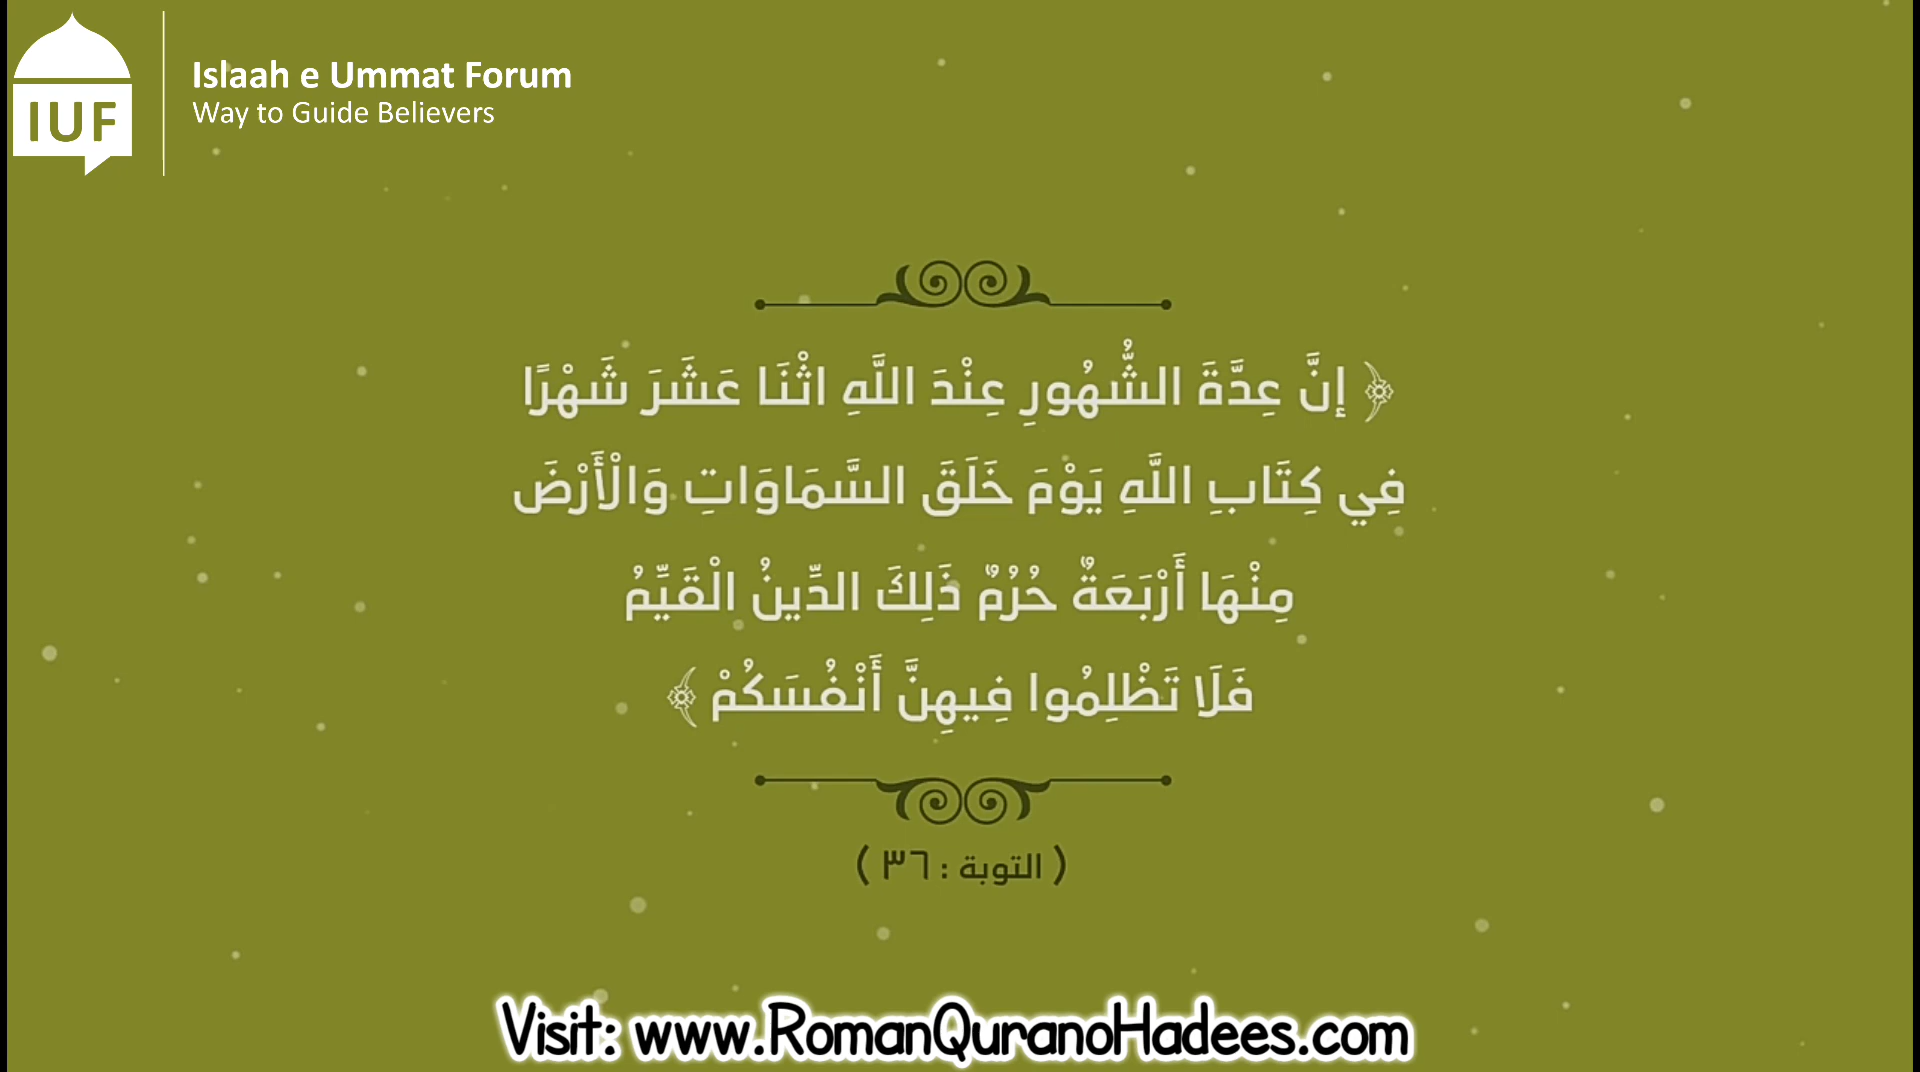 Islaah e Ummat Forum
Way to Guide Believers
IUF
﴿ إنَّ عِدَّةَ الشُّهُورِ عِنْدَ اللَّهِ اثْنَا عَشَرَ شَهْرًا
فِي كِتَابِ اللَّهِ يَوْمَ خَلَقَ السَّمَاوَاتِ وَالْأَرْضَ
مِنْهَا أَرْبَعَةٌ حُرُمٌ ذَلِكَ الدِّينُ الْقَيِّمُ
فَلَا تَظْلِمُوا فِيهِنَّ أَنْفُسَكُمْ ﴾
( التوبة : ٣٦ )
Visit: www.RomanQuranoHadees.com